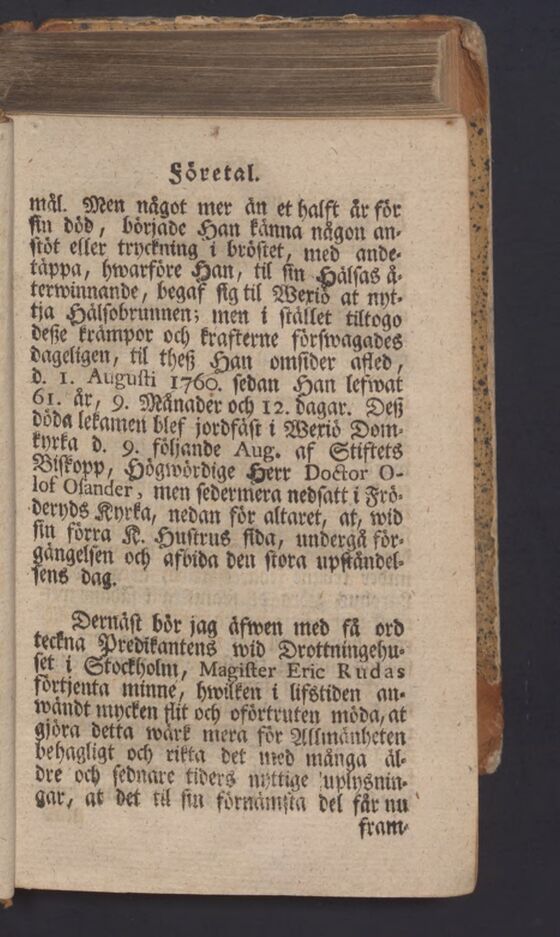 Företal.
mål. Men något mer än et halft år för
sin död, började Han känna någon an-
stöt eller tryckning i bröstet, med ande-
täppa, hwarföre Han, til sin Hälsas å-
terwinnande, begaf sig til Wexiö at nyt-
tja Hälsobrunnen; men i stället tiltogo
deße krämpor och krafterne förswagades
dageligen, til theß Han omsider afled,
d. 1. Augusti 1760. sedan Han lefwat
61. år, 9. Månader och 12. dagar. Deß
döda lekamen blef jordfäst i Wexiö Dom-
kyrka d. 9. följande Aug. af Stiftets
Biskopp, Högwördige Herr Doctor O-
lof Osander, men sedermera nedsatt i Frö-
deryds Kyrka, nedan för altaret, at, wid
sin förra K. Hustrus sida, undergå för-
gängelsen och afbida den stora upståndel-
sens dag.
Dernäst bör jag äfwen med få ord
teckna Predikantens wid Drottningehu-
set i Stockholm, Magister Eric Rudas
förtjenta minne, hwilken i lifstiden an-
wändt mycken flit och oförtruten möda, at
gjöra detta wärk mera för Allmänheten
behagligt och rikta det med många äl-
dre och sednare tiders nyttige uplysnin-
gar, at det til sin förnämsta del får nu
fram-